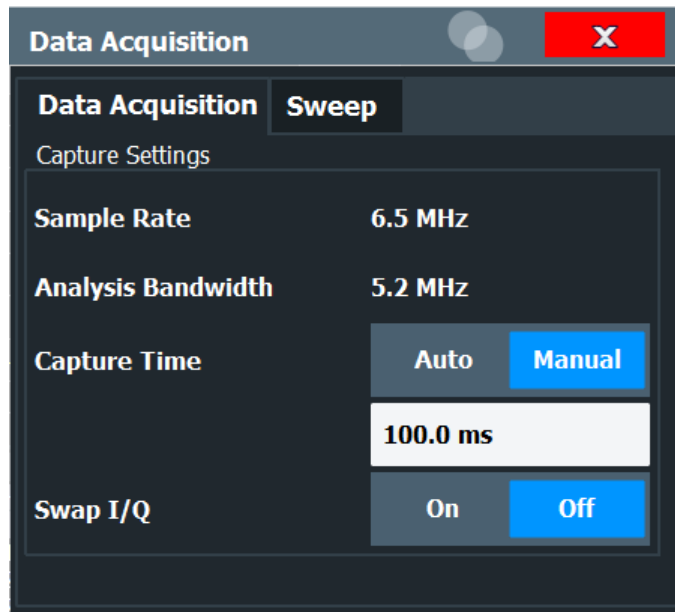 Data Acquisition
X
Data Acquisition Sweep
Capture Settings
Sample Rate 6.5 MHz
Analysis Bandwidth 5.2 MHz
Capture Time Auto Manual
100.0 ms
Swap I/Q On Off